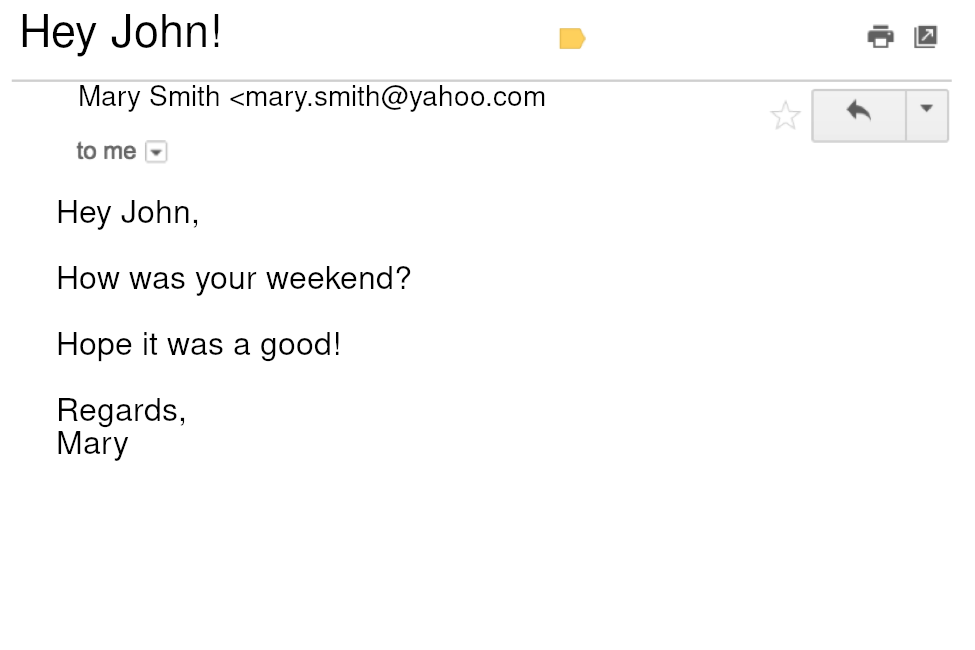 Hey John!
Mary Smith <mary.smith@yahoo.com
to me
Hey John,
How was your weekend?
Hope it was a good!
Regards,
Mary